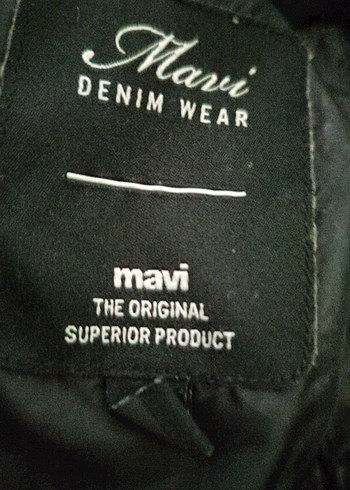 Mavi
DENIM WEAR
mavi
THE ORIGINAL
SUPERIOR PRODUCT